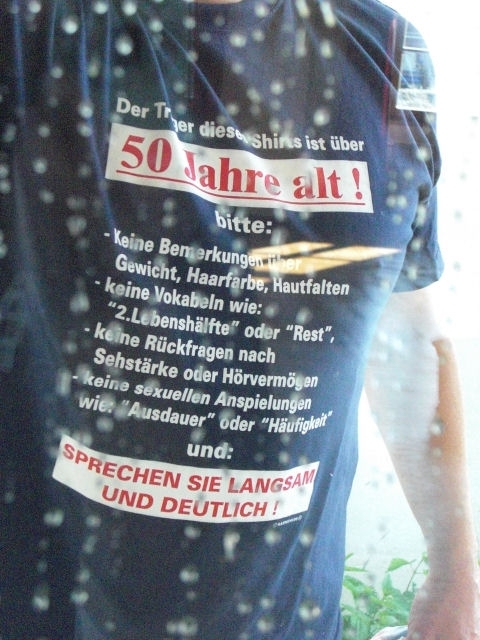 Der Träger dieses Shirts ist über
50 Jahre alt !
bitte:
- Keine Bemerkungen über
Gewicht, Haarfarbe, Hautfalten
- keine Vokabeln wie:
"2.Lebenshälfte" oder "Rest",
- keine Rückfragen nach
Sehstärke oder Hörvermögen
- keine sexuellen Anspielungen
wie: "Ausdauer" oder "Häufigkeit"
und:
SPRECHEN SIE LANGSAM
UND DEUTLICH !